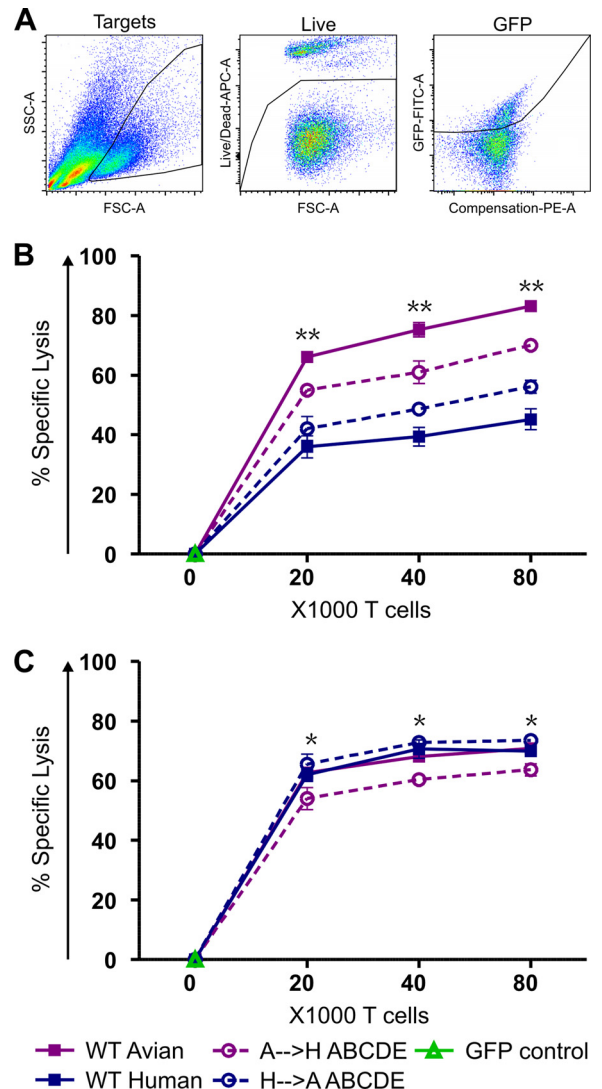 A
Targets
Live
GFP
SSC-A
FSC-A
Live/Dead-APC-A
FSC-A
GFP-FITC-A
Compensation-PE-A
B
% Specific Lysis
100
80
60
40
20
0
** ** **
0 20 40 80
X1000 T cells
C
% Specific Lysis
100
80
60
40
20
0
* * *
0 20 40 80
X1000 T cells
WT Avian
A-->H ABCDE
GFP control
WT Human
H-->A ABCDE